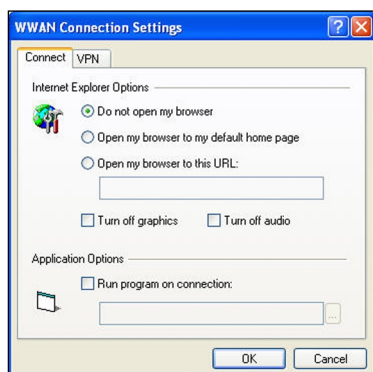 WWAN Connection Settings
Connect VPN
Internet Explorer Options
Do not open my browser
Open my browser to my default home page
Open my browser to this URL:
Turn off graphics Turn off audio
Application Options
Run program on connection:
...
OK Cancel